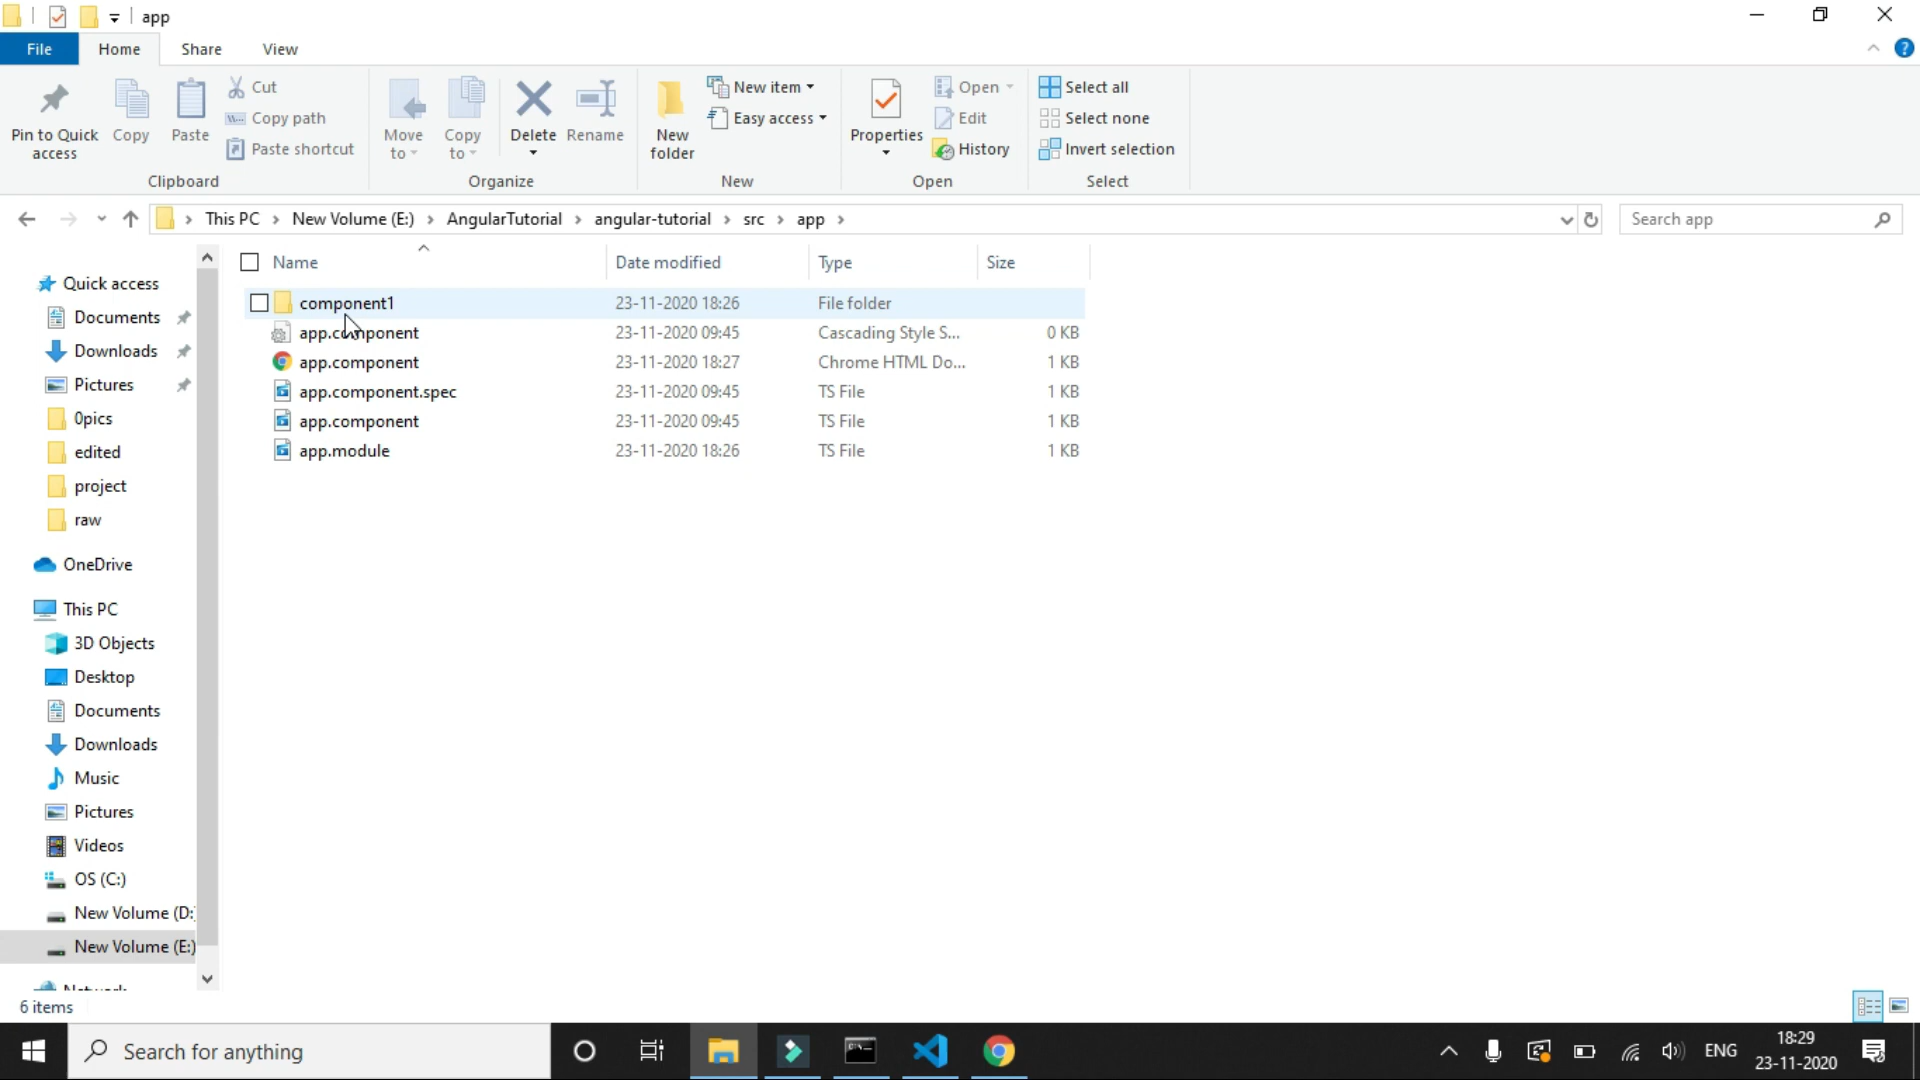 app
File Home Share View
Pin to Quick access
Copy
Paste
Cut
Copy path
Paste shortcut
Clipboard
Move to
Copy to
Delete
Rename
Organize
New folder
New item
Easy access
New
Properties
Open
Edit
History
Open
Select all
Select none
Invert selection
Select
This PC New Volume (E:) AngularTutorial angular-tutorial src app
Search app
Name Date modified Type Size
component1 23-11-2020 18:26 File folder
app.component 23-11-2020 09:45 Cascading Style S... 0 KB
app.component 23-11-2020 18:27 Chrome HTML Do... 1 KB
app.component.spec 23-11-2020 09:45 TS File 1 KB
app.component 23-11-2020 09:45 TS File 1 KB
app.module 23-11-2020 18:26 TS File 1 KB
Quick access
Documents
Downloads
Pictures
0pics
edited
project
raw
OneDrive
This PC
3D Objects
Desktop
Documents
Downloads
Music
Pictures
Videos
OS (C:)
New Volume (D:
New Volume (E:)
6 items
Search for anything
ENG
18:29
23-11-2020